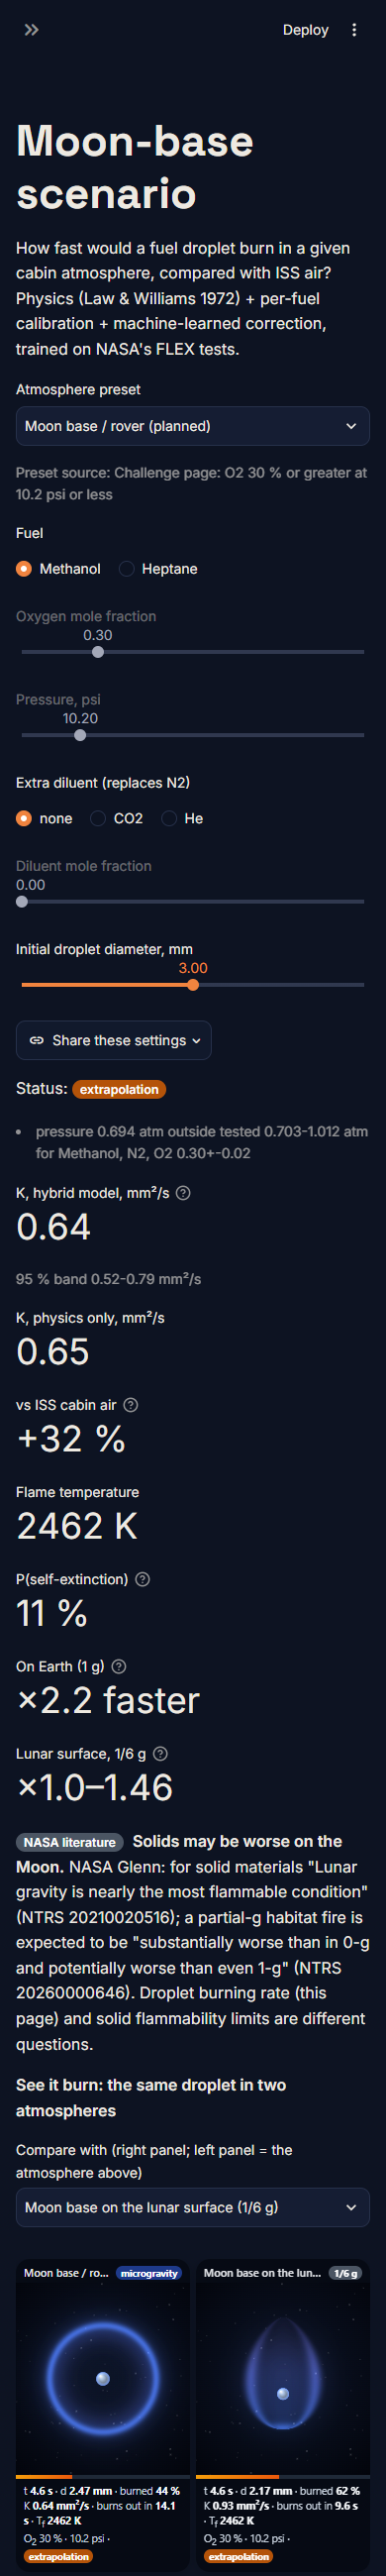 Deploy
Moon-base
scenario
How fast would a fuel droplet burn in a given
cabin atmosphere, compared with ISS air?
Physics (Law & Williams 1972) + per-fuel
calibration + machine-learned correction,
trained on NASA's FLEX tests.
Atmosphere preset
Moon base / rover (planned)
Preset source: Challenge page: O2 30 % or greater at
10.2 psi or less
Fuel
Methanol Heptane
Oxygen mole fraction
0.30
Pressure, psi
10.20
Extra diluent (replaces N2)
none CO2 He
Diluent mole fraction
0.00
Initial droplet diameter, mm
3.00
Share these settings
Status: extrapolation
• pressure 0.694 atm outside tested 0.703-1.012 atm
for Methanol, N2, O2 0.30+-0.02
K, hybrid model, mm²/s
0.64
95 % band 0.52-0.79 mm²/s
K, physics only, mm²/s
0.65
vs ISS cabin air
+32 %
Flame temperature
2462 K
P(self-extinction)
11 %
On Earth (1 g)
×2.2 faster
Lunar surface, 1/6 g
×1.0–1.46
NASA literature Solids may be worse on the
Moon. NASA Glenn: for solid materials "Lunar
gravity is nearly the most flammable condition"
(NTRS 20210020516); a partial-g habitat fire is
expected to be "substantially worse than in 0-g
and potentially worse than even 1-g" (NTRS
20260000646). Droplet burning rate (this
page) and solid flammability limits are different
questions.
See it burn: the same droplet in two
atmospheres
Compare with (right panel; left panel = the
atmosphere above)
Moon base on the lunar surface (1/6 g)
Moon base / ro... microgravity
t 4.6 s · d 2.47 mm · burned 44 %
K 0.64 mm²/s · burns out in 14.1
s · Tf 2462 K
O2 30 % · 10.2 psi ·
extrapolation
Moon base on the lun... 1/6 g
t 4.6 s · d 2.17 mm · burned 62 %
K 0.93 mm²/s · burns out in 9.6 s
· Tf 2462 K
O2 30 % · 10.2 psi ·
extrapolation